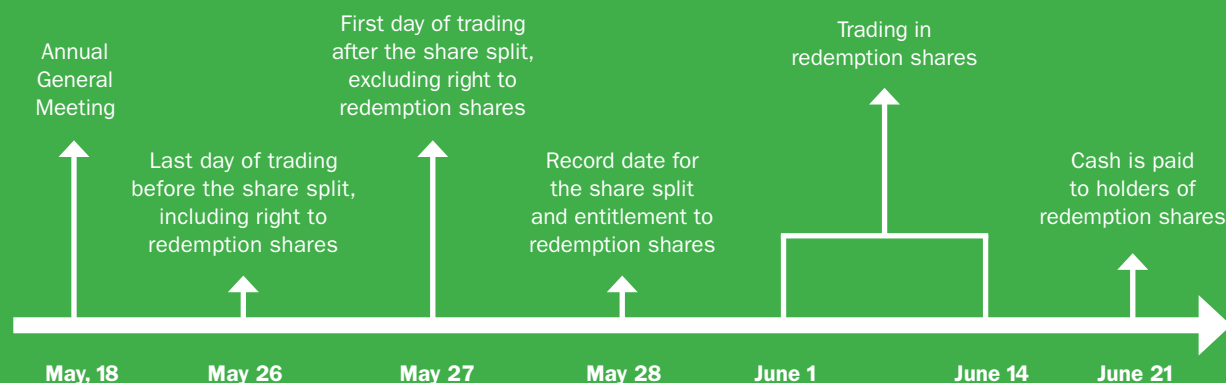 Annual
General
Meeting
Last day of trading
before the share split,
including right to
redemption shares
First day of trading
after the share split,
excluding right to
redemption shares
Record date for
the share split
and entitlement to
redemption shares
Trading in
redemption shares
Cash is paid
to holders of
redemption shares
May, 18
May 26
May 27
May 28
June 1
June 14
June 21